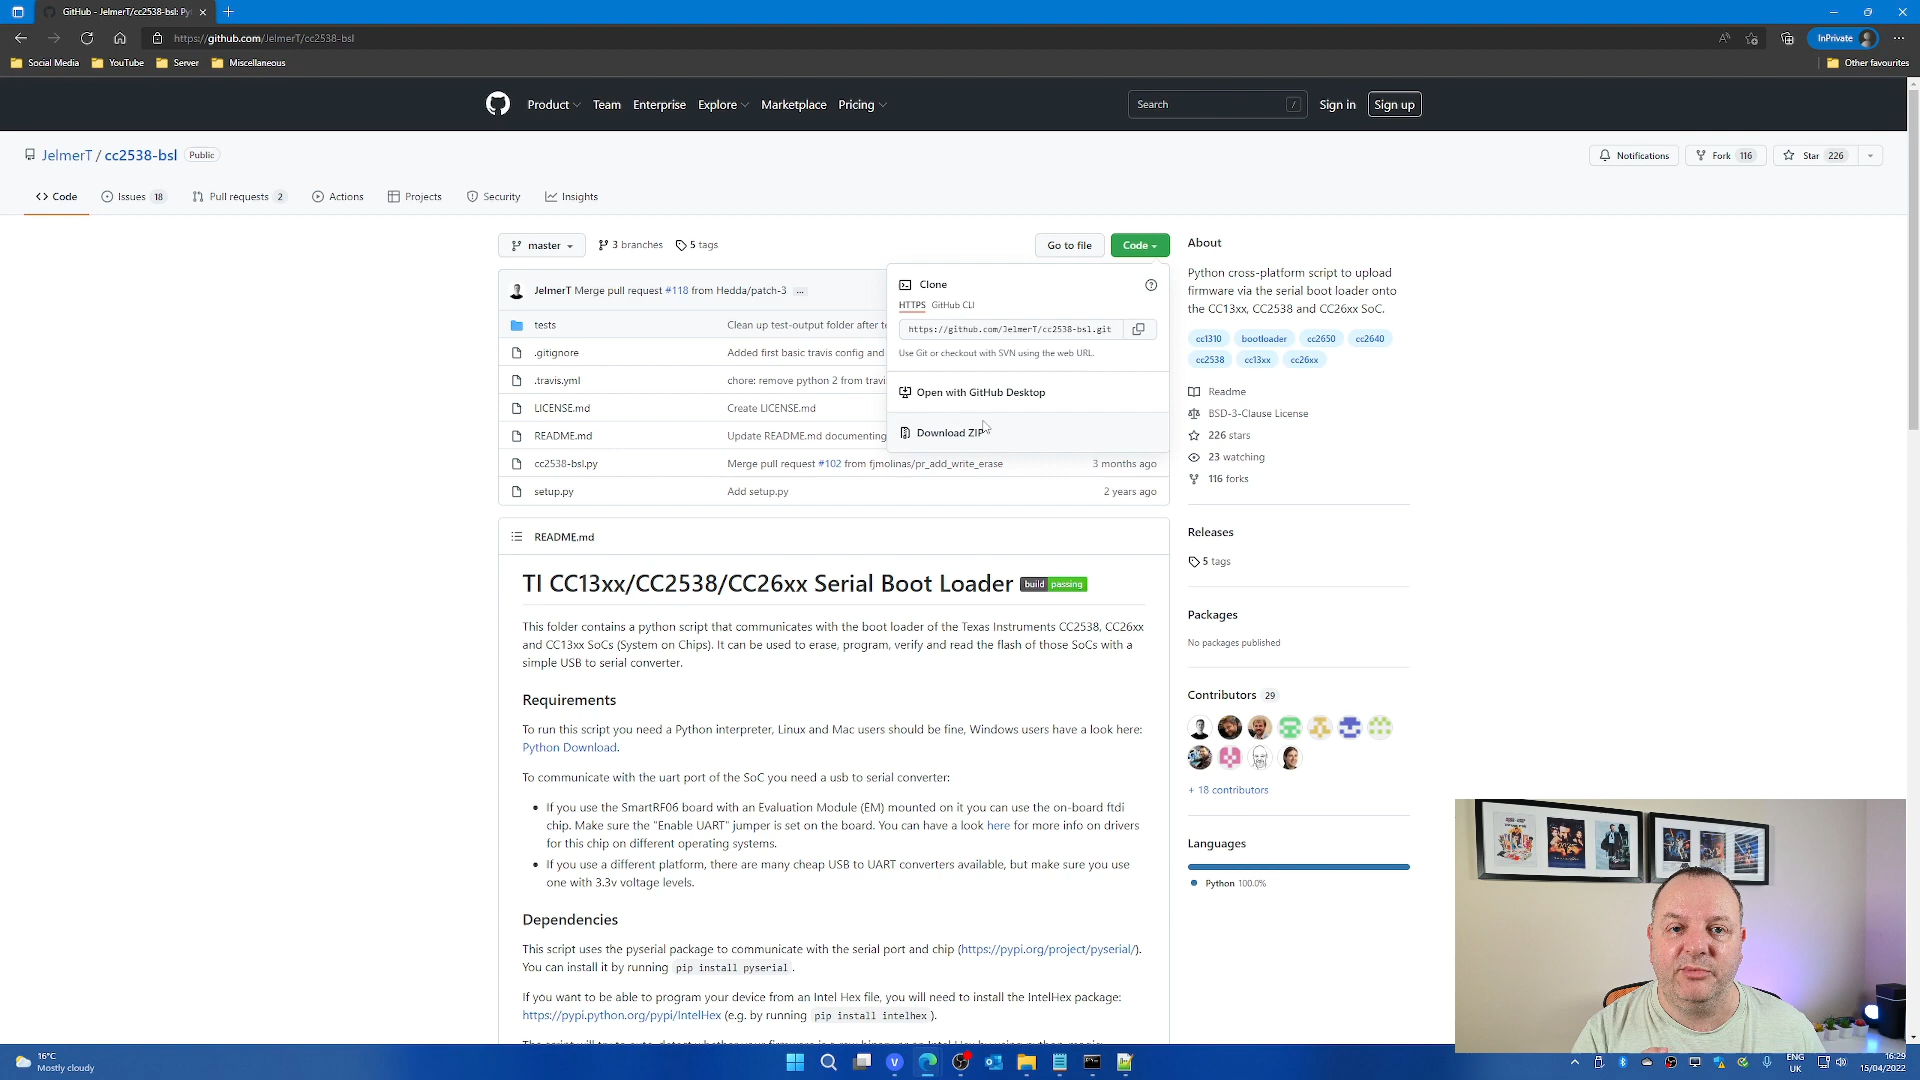 GitHub - JelmerT/cc2538-bsl: Py
https://github.com/JelmerT/cc2538-bsl
InPrivate
Social Media
YouTube
Server
Miscellaneous
Other favourites
Product
Team
Enterprise
Explore
Marketplace
Pricing
Search
/
Sign in
Sign up
JelmerT / cc2538-bsl
Public
Notifications
Fork 116
Star 226
Code
Issues 18
Pull requests 2
Actions
Projects
Security
Insights
master
3 branches
5 tags
Go to file
Code
JelmerT Merge pull request #118 from Hedda/patch-3 ...
tests
Clean up test-output folder after te
.gitignore
Added first basic travis config and
.travis.yml
chore: remove python 2 from travi
LICENSE.md
Create LICENSE.md
README.md
Update README.md documenting
cc2538-bsl.py
Merge pull request #102 from fjmolinas/pr_add_write_erase
3 months ago
setup.py
Add setup.py
2 years ago
Clone
HTTPS GitHub CLI
https://github.com/JelmerT/cc2538-bsl.git
Use Git or checkout with SVN using the web URL.
Open with GitHub Desktop
Download ZIP
About
Python cross-platform script to upload
firmware via the serial boot loader onto
the CC13xx, CC2538 and CC26xx SoC.
cc1310 bootloader cc2650 cc2640
cc2538 cc13xx cc26xx
Readme
BSD-3-Clause License
226 stars
23 watching
116 forks
Releases
5 tags
Packages
No packages published
Contributors 29
+ 18 contributors
Languages
Python 100.0%
README.md
TI CC13xx/CC2538/CC26xx Serial Boot Loader
build passing
This folder contains a python script that communicates with the boot loader of the Texas Instruments CC2538, CC26xx
and CC13xx SoCs (System on Chips). It can be used to erase, program, verify and read the flash of those SoCs with a
simple USB to serial converter.
Requirements
To run this script you need a Python interpreter, Linux and Mac users should be fine, Windows users have a look here:
Python Download.
To communicate with the uart port of the SoC you need a usb to serial converter:
If you use the SmartRF06 board with an Evaluation Module (EM) mounted on it you can use the on-board ftdi
chip. Make sure the "Enable UART" jumper is set on the board. You can have a look here for more info on drivers
for this chip on different operating systems.
If you use a different platform, there are many cheap USB to UART converters available, but make sure you use
one with 3.3v voltage levels.
Dependencies
This script uses the pyserial package to communicate with the serial port and chip (https://pypi.org/project/pyserial/).
You can install it by running pip install pyserial.
If you want to be able to program your device from an Intel Hex file, you will need to install the IntelHex package:
https://pypi.python.org/pypi/IntelHex (e.g. by running pip install intelhex ).
16°C
Mostly cloudy
ENG
UK
16:29
15/04/2022